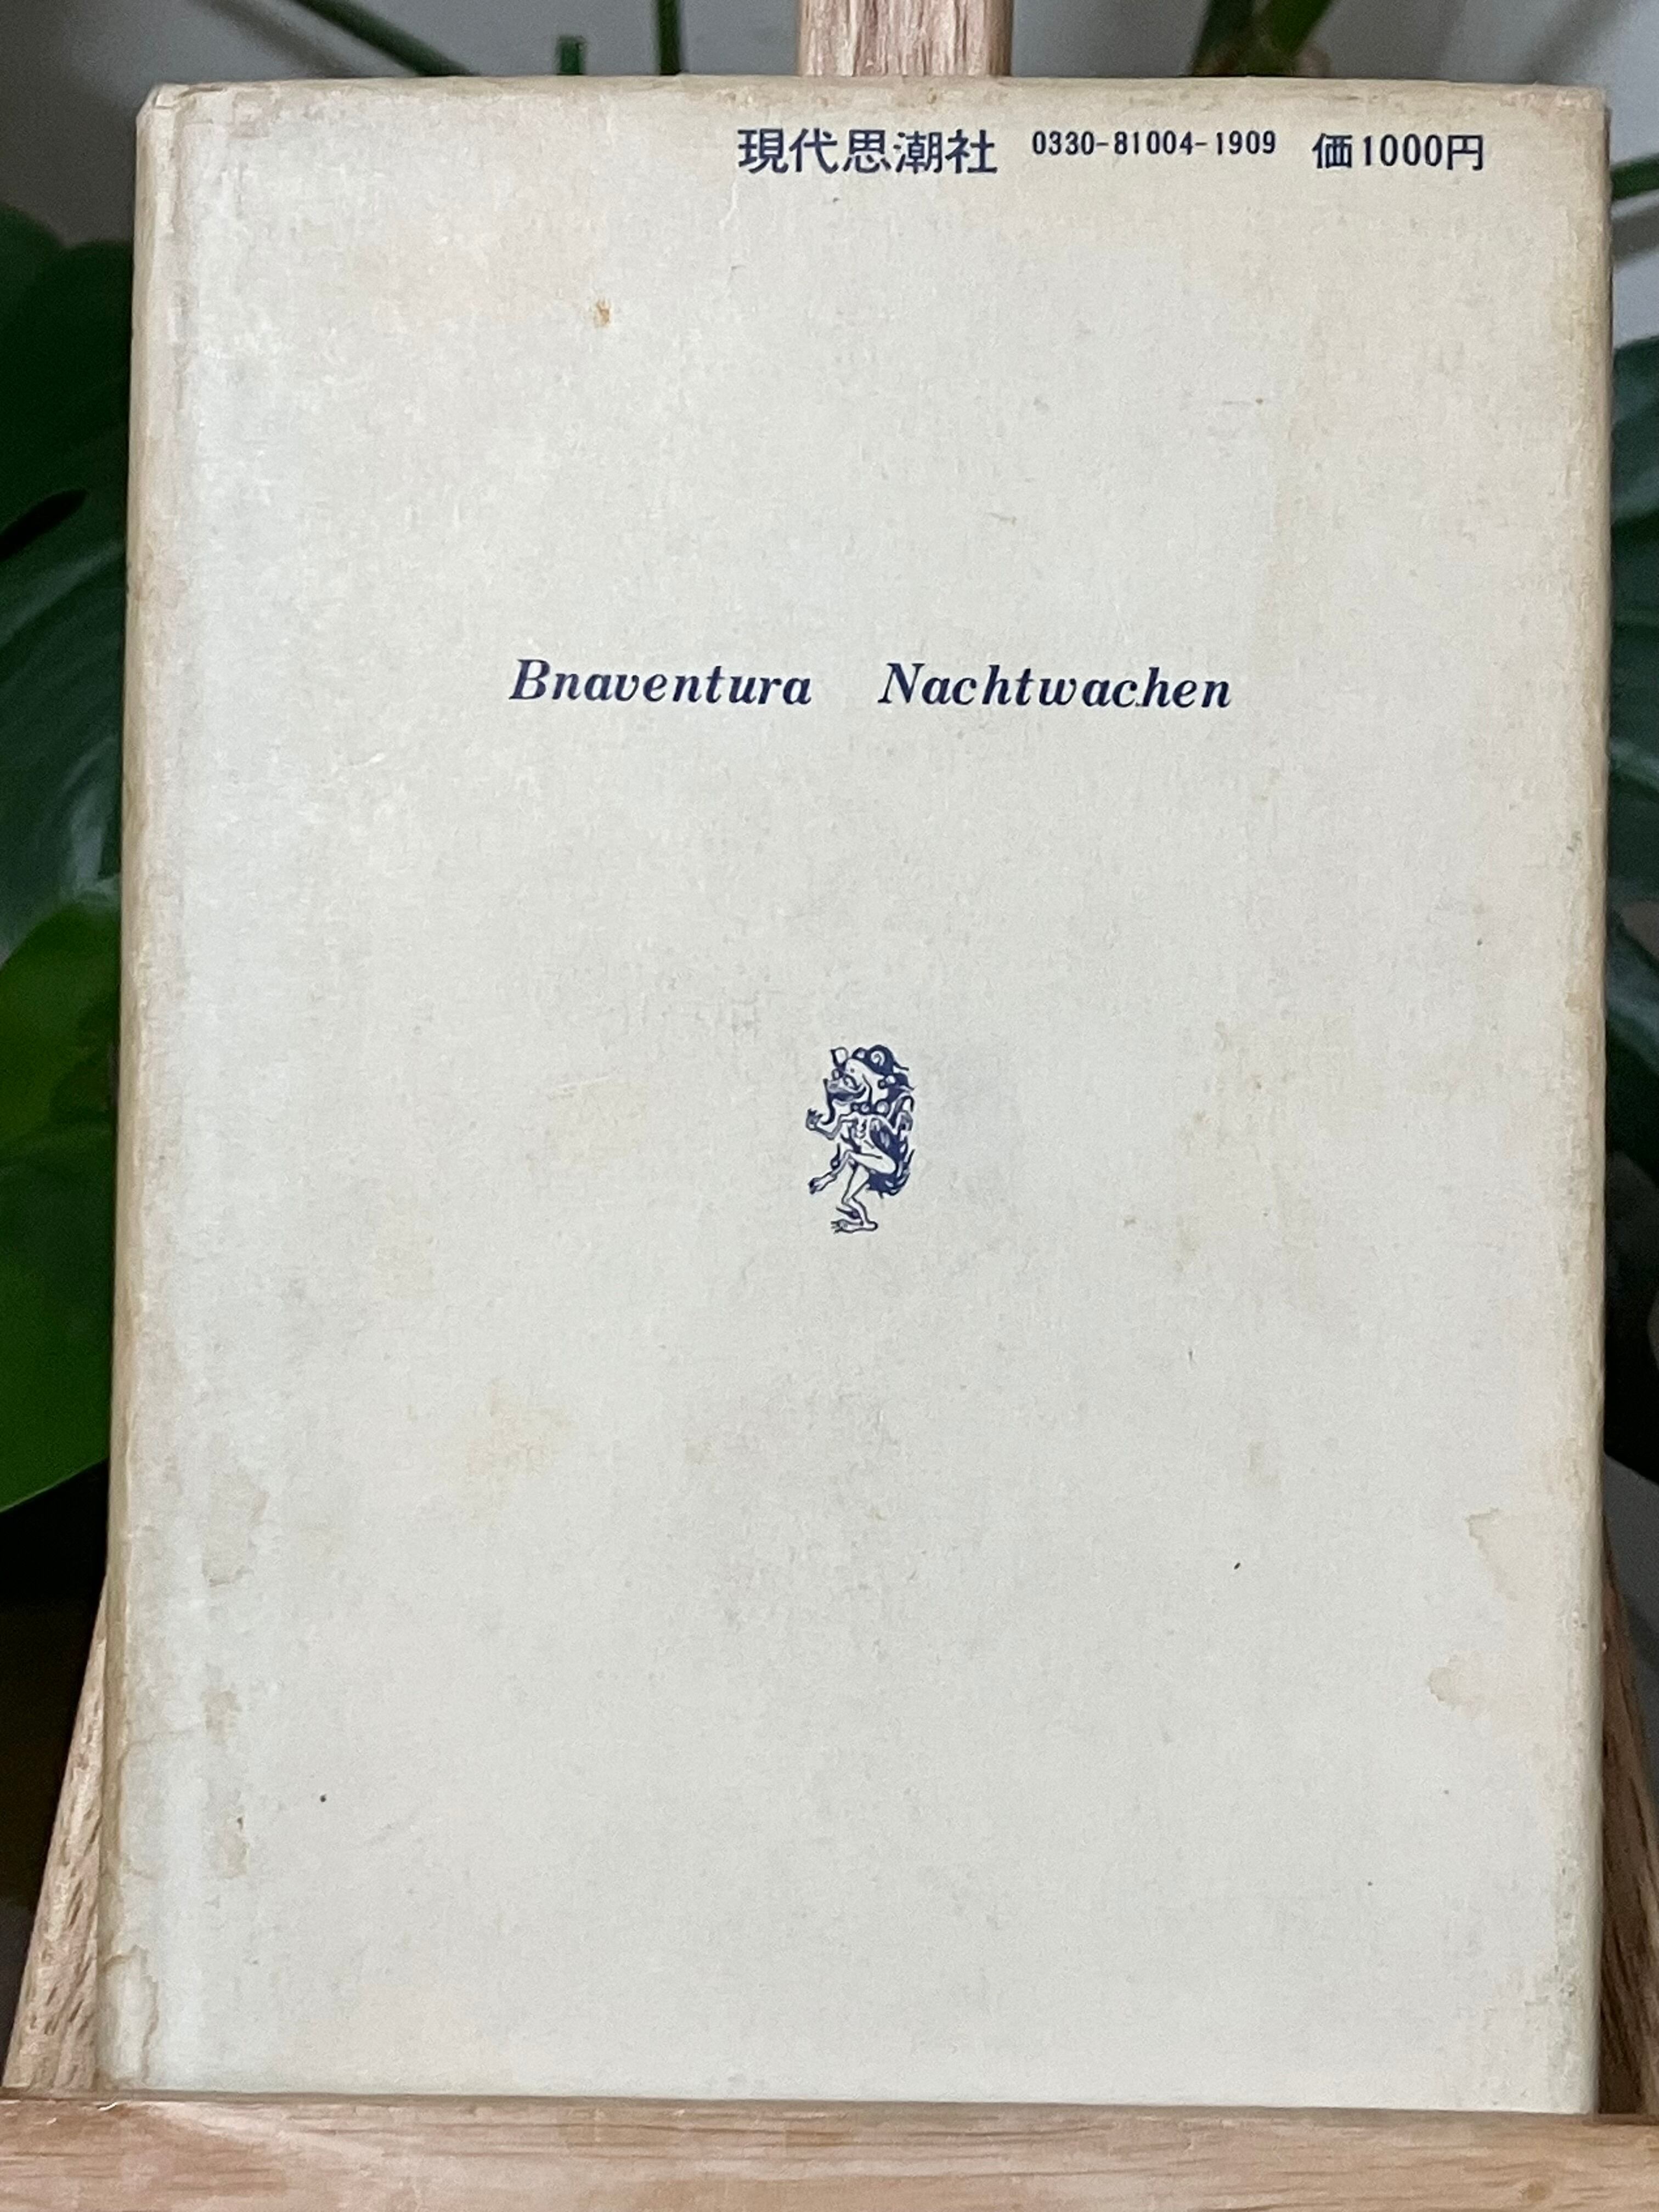 現代思潮社 0330-81004-1909 価1000円
Bnaventura Nachtwachen